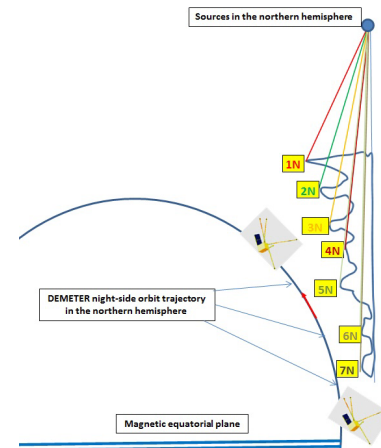 Sources in the northern hemisphere
1N
2N
3N
4N
5N
DEMETER night-side orbit trajectory
in the northern hemisphere
6N
7N
Magnetic equatorial plane